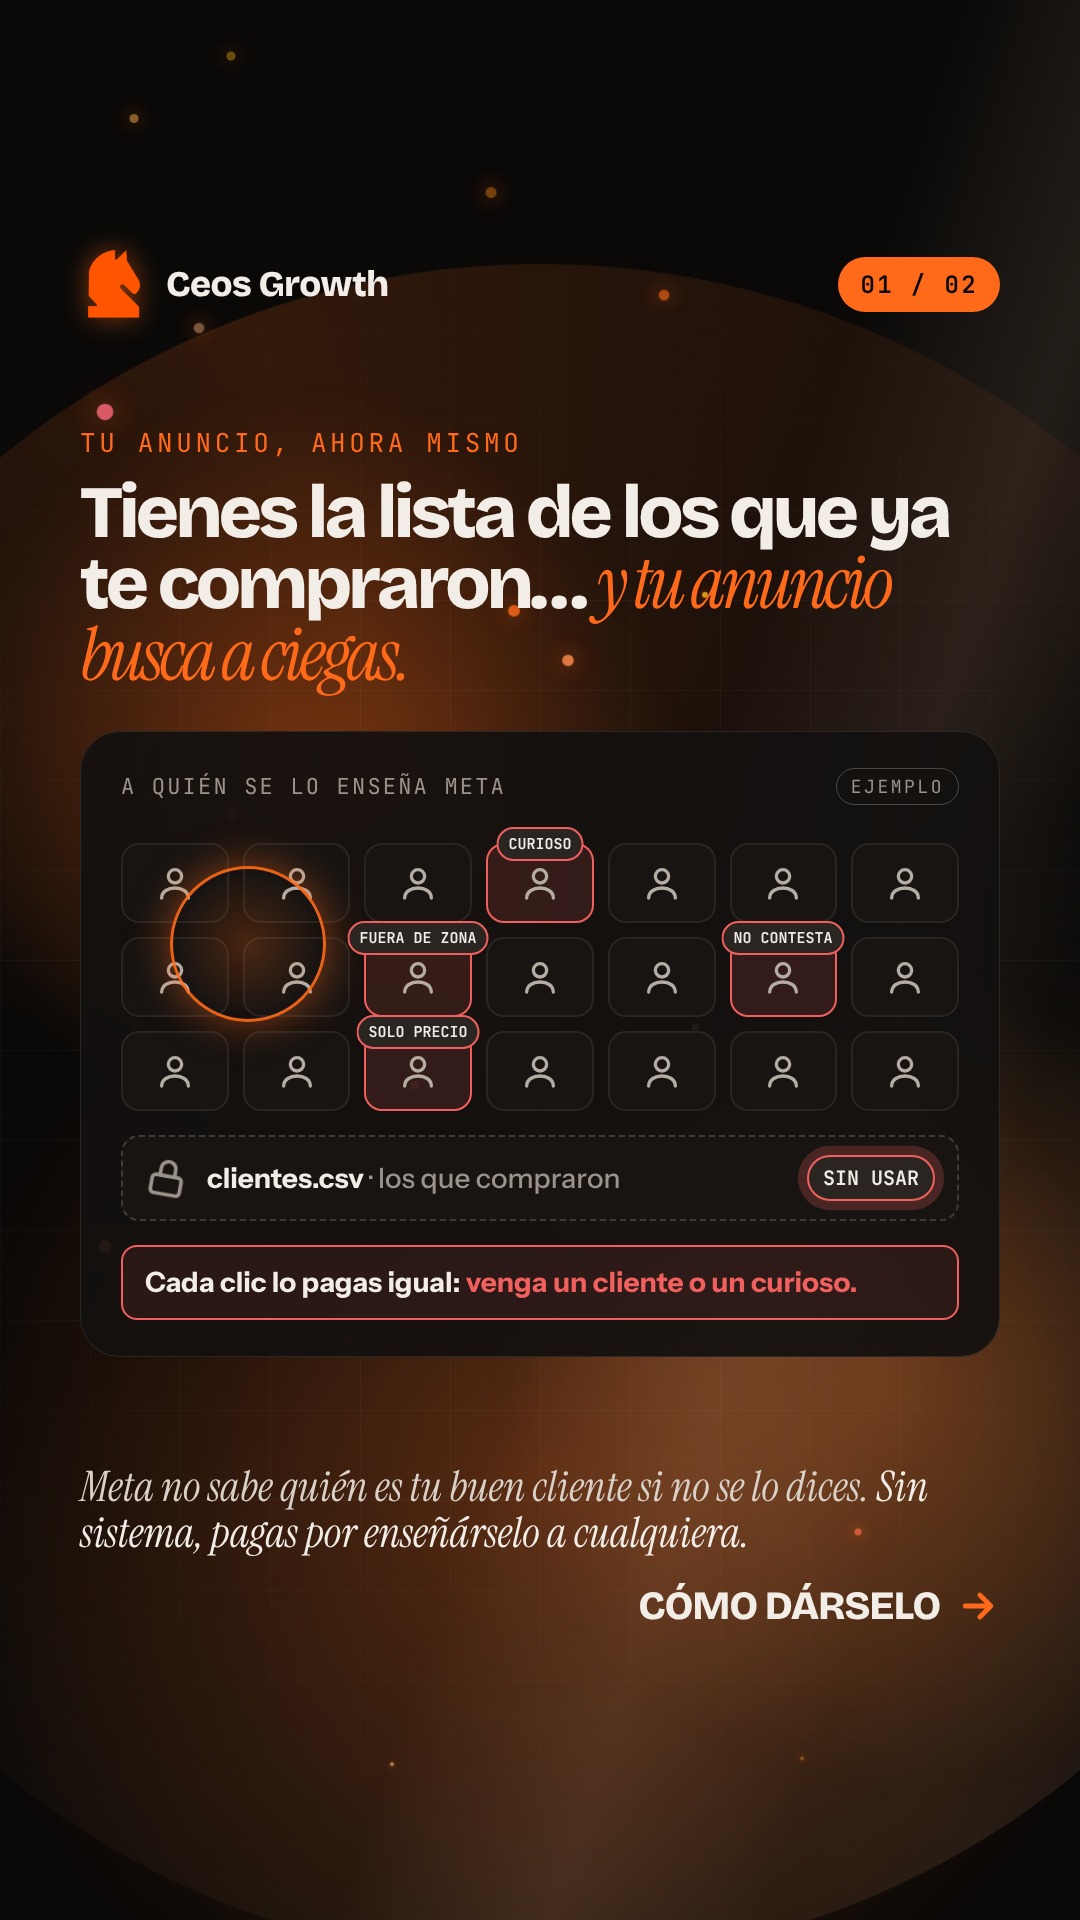 Ceos Growth
01 / 02
TU ANUNCIO, AHORA MISMO
Tienes la lista de los que ya
te compraron... y tu anuncio
busca a ciegas.
A QUIÉN SE LO ENSEÑA META
EJEMPLO
CURIOSO
FUERA DE ZONA
NO CONTESTA
SOLO PRECIO
clientes.csv · los que compraron
SIN USAR
Cada clic lo pagas igual: venga un cliente o un curioso.
Meta no sabe quién es tu buen cliente si no se lo dices. Sin
sistema, pagas por enseñárselo a cualquiera.
CÓMO DÁRSELO →